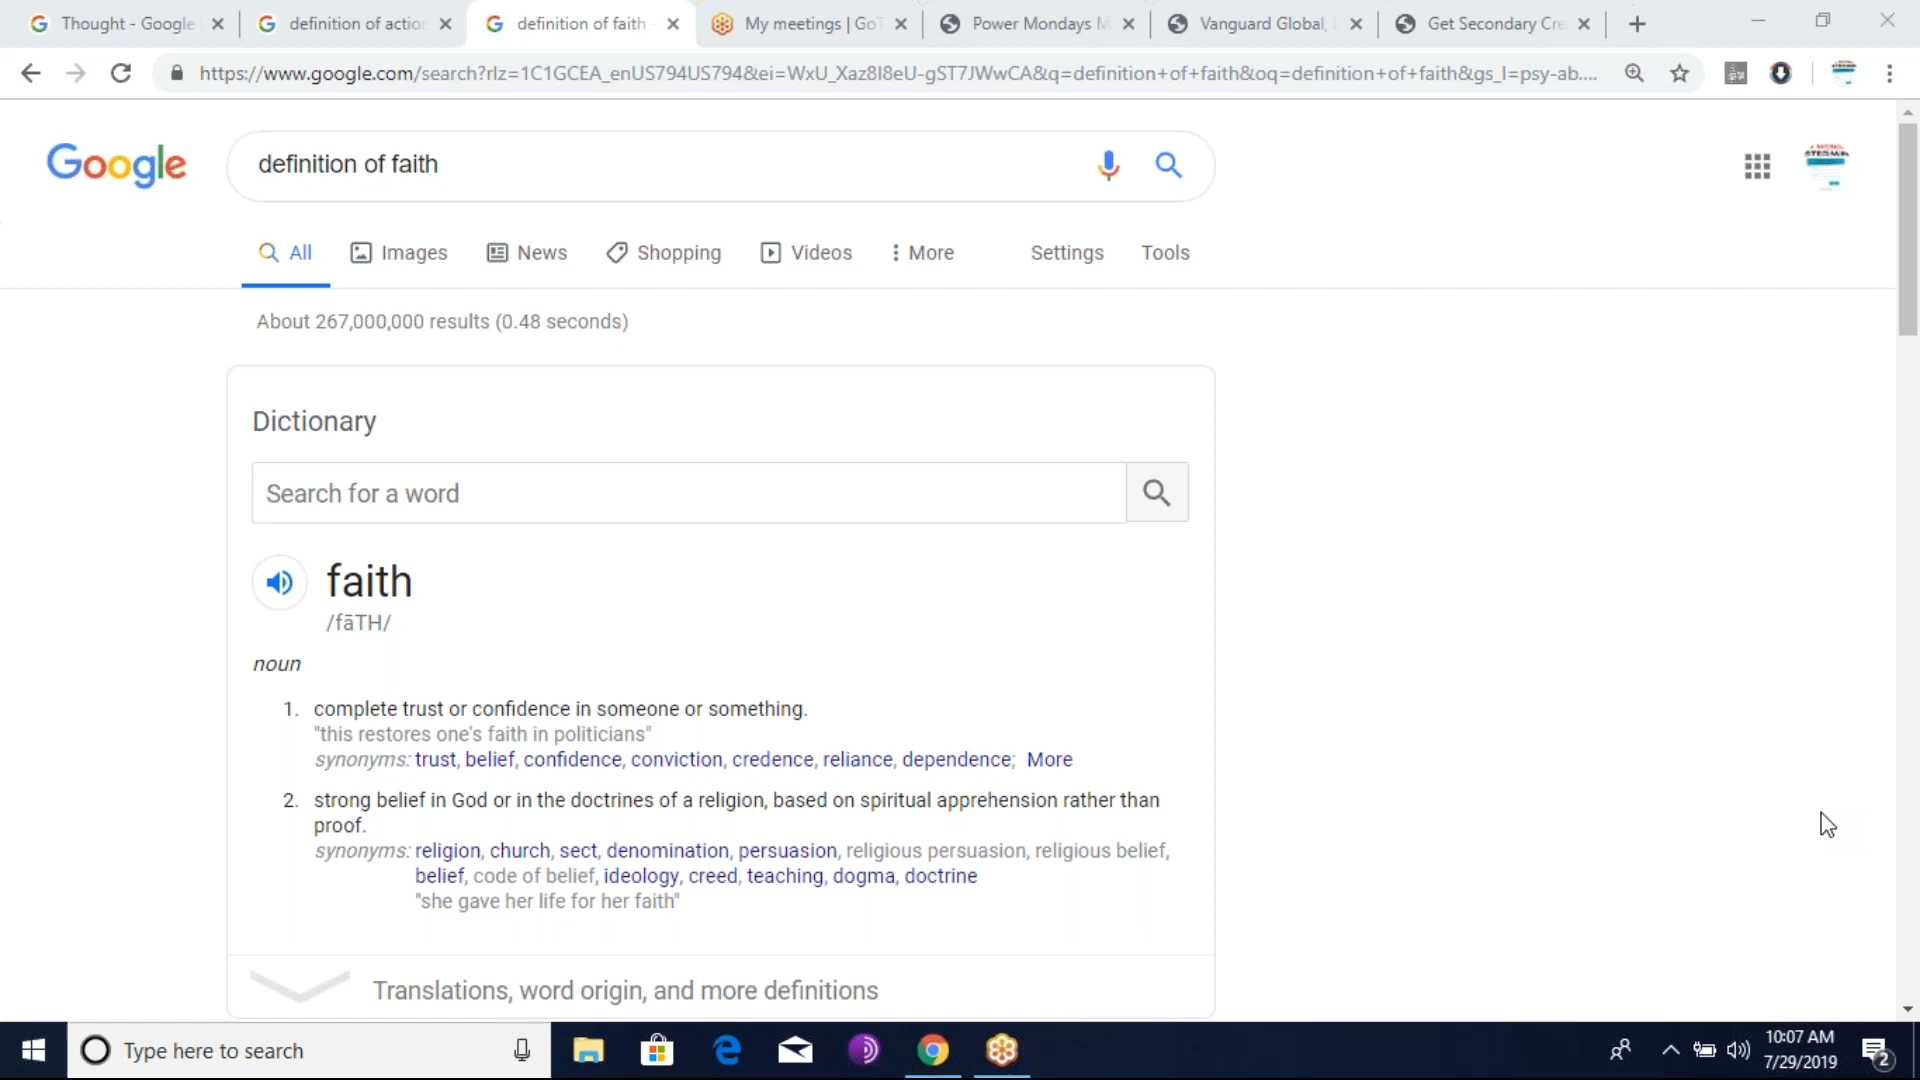 Thought - Google
definition of action
definition of faith -
My meetings | GoT
Power Mondays M
Vanguard Global, L
Get Secondary Cre
https://www.google.com/search?rlz=1C1GCEA_enUS794US794&ei=WxU_Xaz8I8eU-gST7JWwCA&q=definition+of+faith&oq=definition+of+faith&gs_l=psy-ab....
Google
definition of faith
All Images News Shopping Videos More Settings Tools
About 267,000,000 results (0.48 seconds)
Dictionary
Search for a word
faith
/fāTH/
noun
1. complete trust or confidence in someone or something.
"this restores one's faith in politicians"
synonyms: trust, belief, confidence, conviction, credence, reliance, dependence; More
2. strong belief in God or in the doctrines of a religion, based on spiritual apprehension rather than
proof.
synonyms: religion, church, sect, denomination, persuasion, religious persuasion, religious belief,
belief, code of belief, ideology, creed, teaching, dogma, doctrine
"she gave her life for her faith"
Translations, word origin, and more definitions
Type here to search
10:07 AM
7/29/2019
2